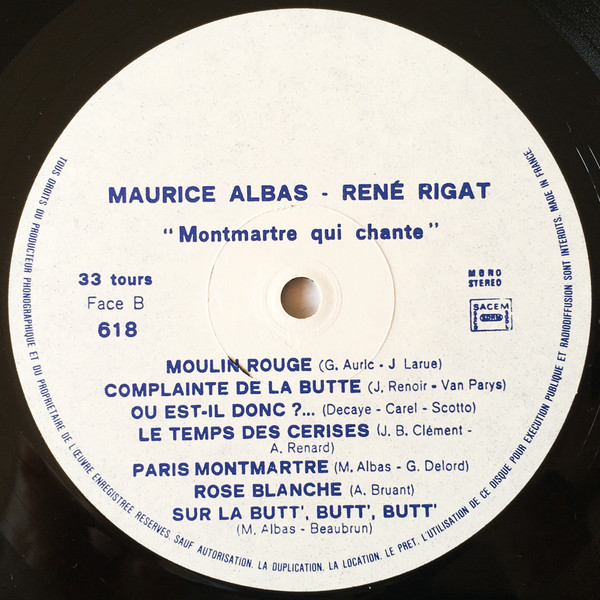 MAURICE ALBAS - RENÉ RIGAT
"Montmartre qui chante"
33 tours
Face B
618
MONO
STEREO
SACEM
MOULIN ROUGE (G. Auric - J Larue)
COMPLAINTE DE LA BUTTE (J. Renoir - Van Parys)
OU EST-IL DONC ?... (Decaye - Carel - Scotto)
LE TEMPS DES CERISES (J. B. Clément -
A. Renard)
PARIS MONTMARTRE (M. Albas - G. Delord)
ROSE BLANCHE (A. Bruant)
SUR LA BUTT', BUTT', BUTT'
(M. Albas - Beaubrun)
TOUS DROITS DU PRODUCTEUR PHONOGRAPHIQUE ET DU PROPRIETAIRE DE L'ŒUVRE ENREGISTREE RESERVES. SAUF AUTORISATION. LA DUPLICATION. LA LOCATION. LE PRET. L'UTILISATION DE CE DISQUE POUR EXECUTION PUBLIQUE ET RADIODIFFUSION SONT INTERDITS. MADE IN FRANCE.